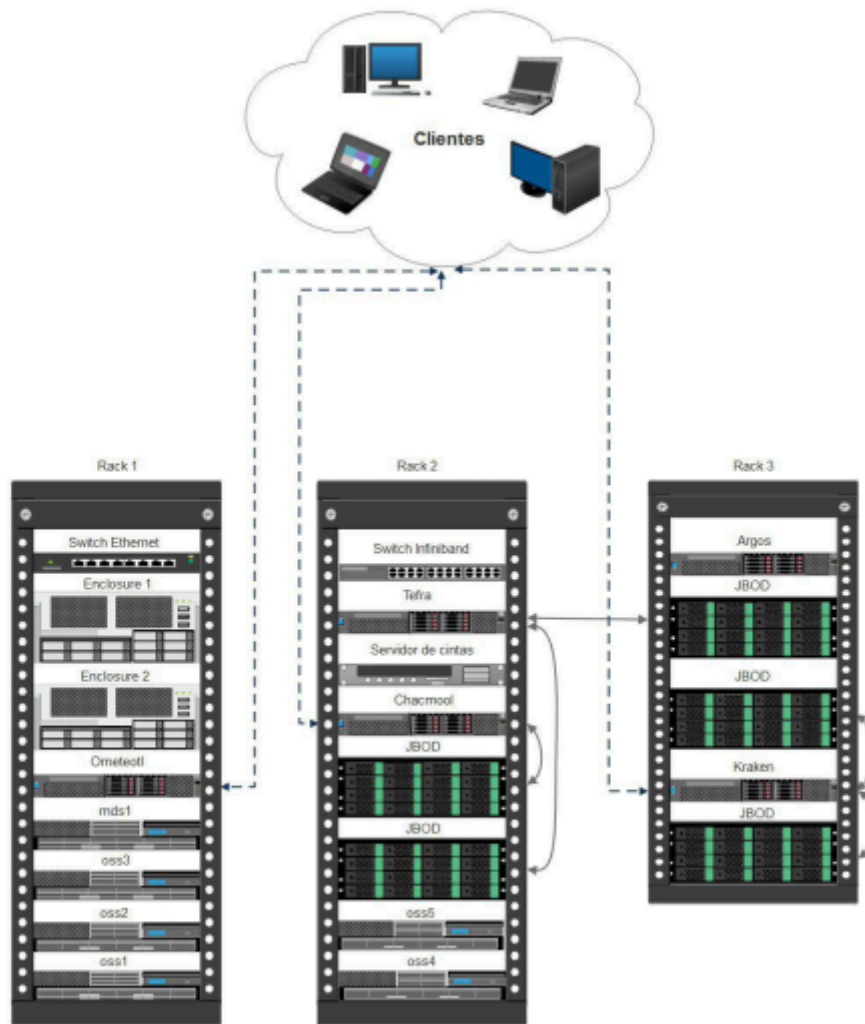 Clientes
Rack 1
Switch Ethernet
Enclosure 1
Enclosure 2
Ometeotl
mds1
oss3
oss2
oss1
Rack 2
Switch Infiniband
Tefra
Servidor de cintas
Chacmool
JBOD
JBOD
oss5
oss4
Rack 3
Argos
JBOD
JBOD
Kraken
JBOD